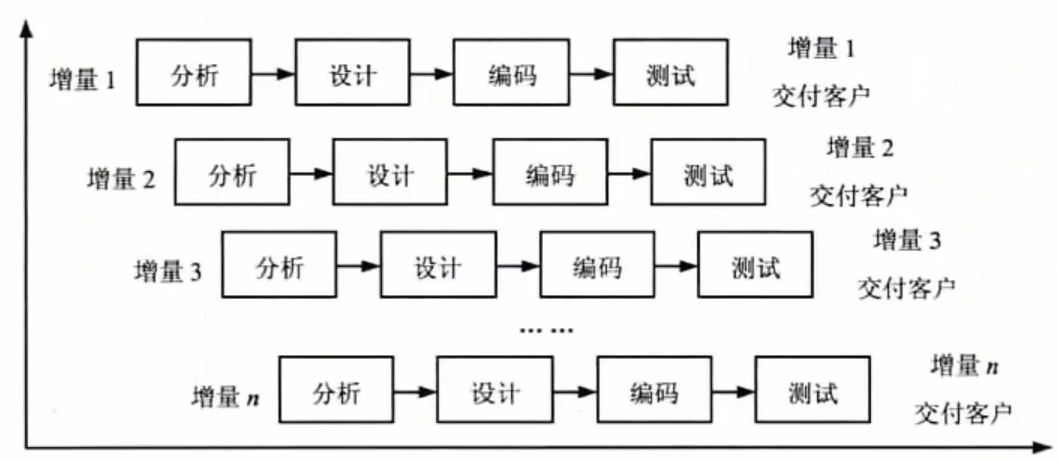 增量 1 分析 设计 编码 测试 增量 1
交付客户
增量 2 分析 设计 编码 测试 增量 2
交付客户
增量 3 分析 设计 编码 测试 增量 3
交付客户
... ...
增量 n 分析 设计 编码 测试 增量 n
交付客户